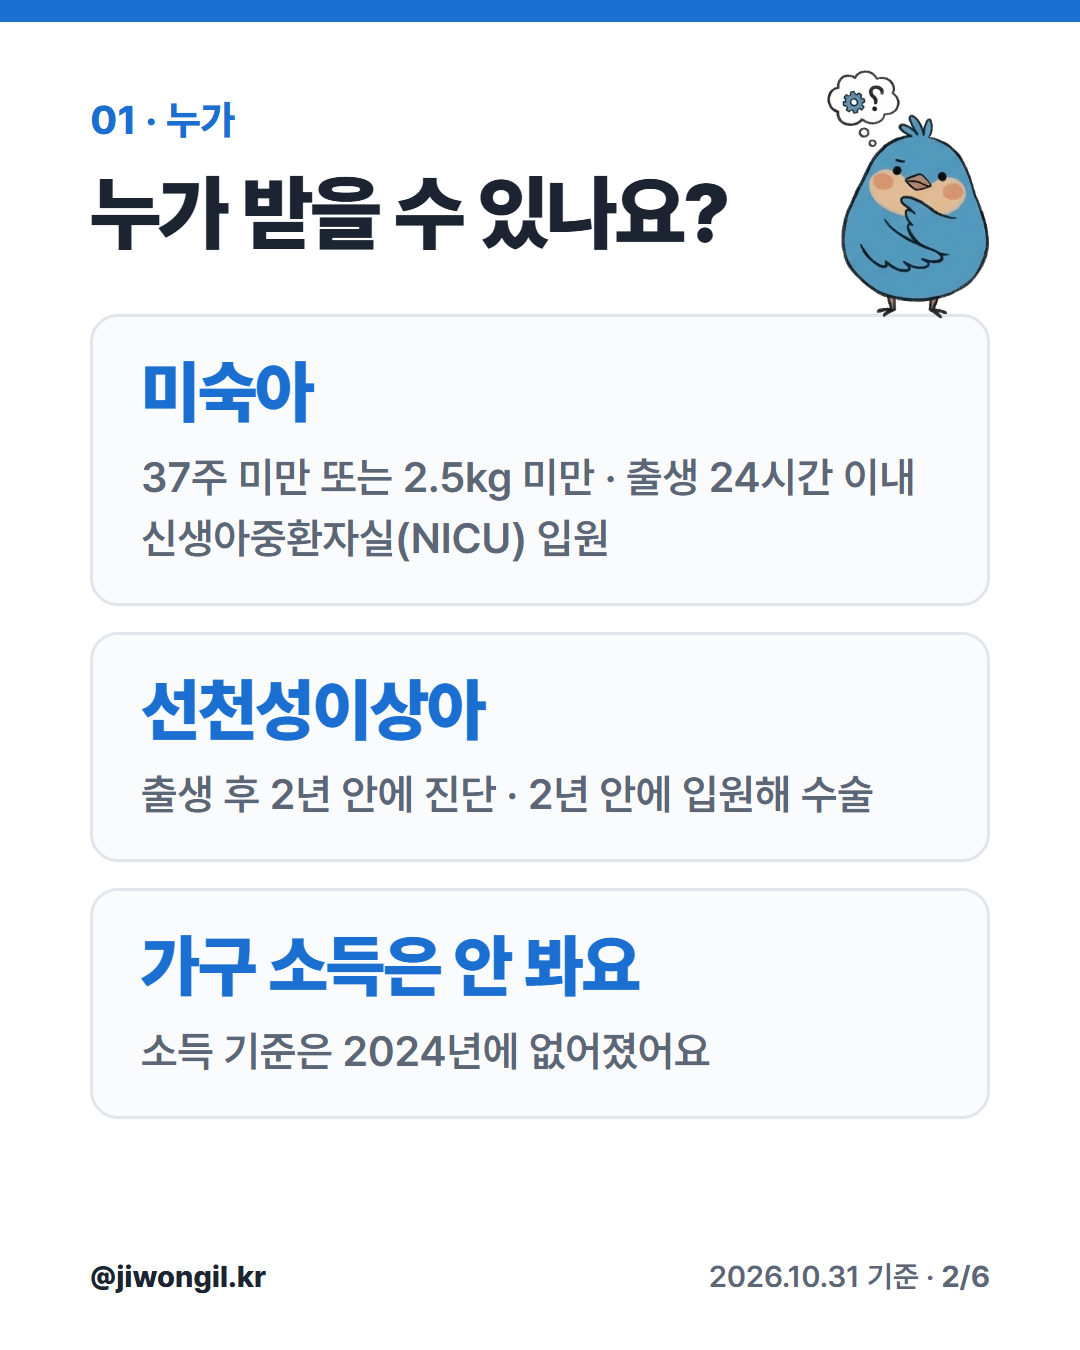 01 · 누가
누가 받을 수 있나요?
미숙아
37주 미만 또는 2.5kg 미만 · 출생 24시간 이내
신생아중환자실(NICU) 입원
선천성이상아
출생 후 2년 안에 진단 · 2년 안에 입원해 수술
가구 소득은 안 봐요
소득 기준은 2024년에 없어졌어요
@jiwongil.kr
2026.10.31 기준 · 2/6